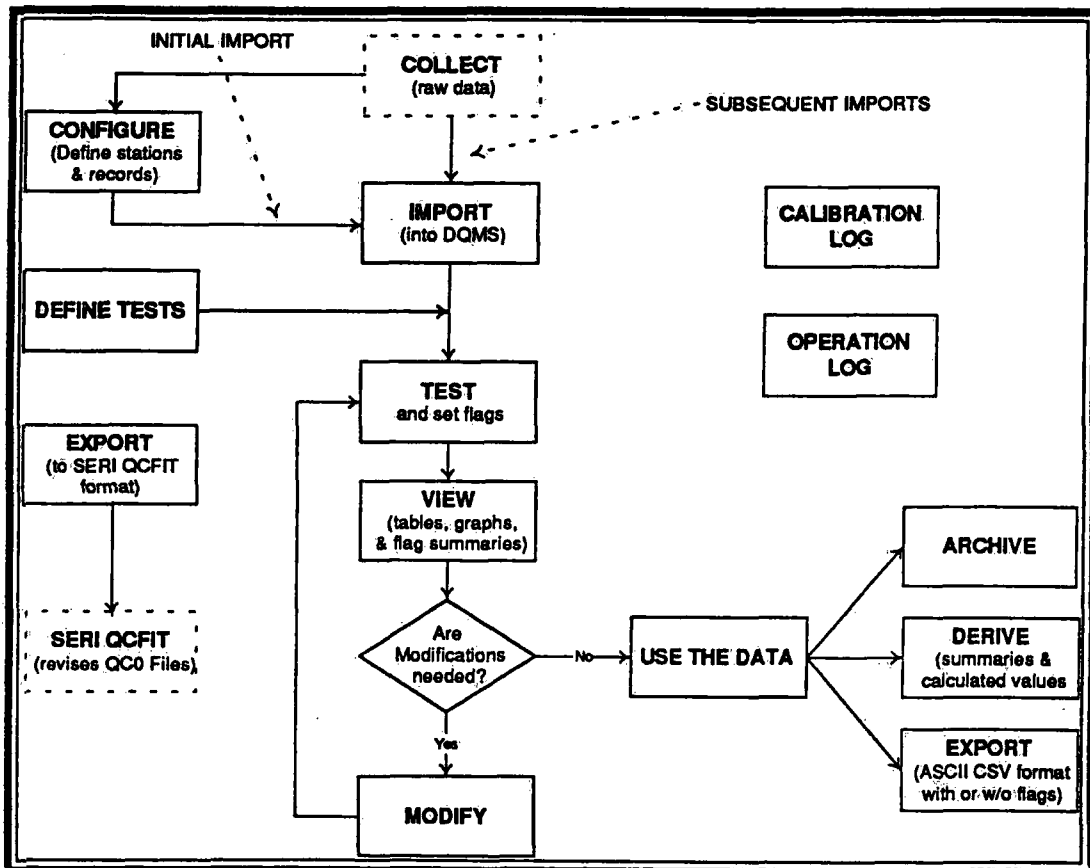 INITIAL IMPORT
COLLECT
(raw data)
SUBSEQUENT IMPORTS
CONFIGURE
(Define stations
& records)
IMPORT
(into DQMS)
CALIBRATION
LOG
DEFINE TESTS
OPERATION
LOG
TEST
and set flags
EXPORT
(to SERI QCFIT
format)
VIEW
(tables, graphs,
& flag summaries)
ARCHIVE
SERI QCFIT
(revises QC0 Files)
Are
Modifications
needed?
No
USE THE DATA
DERIVE
(summaries &
calculated values
Yes
MODIFY
EXPORT
(ASCII CSV format
with or w/o flags)